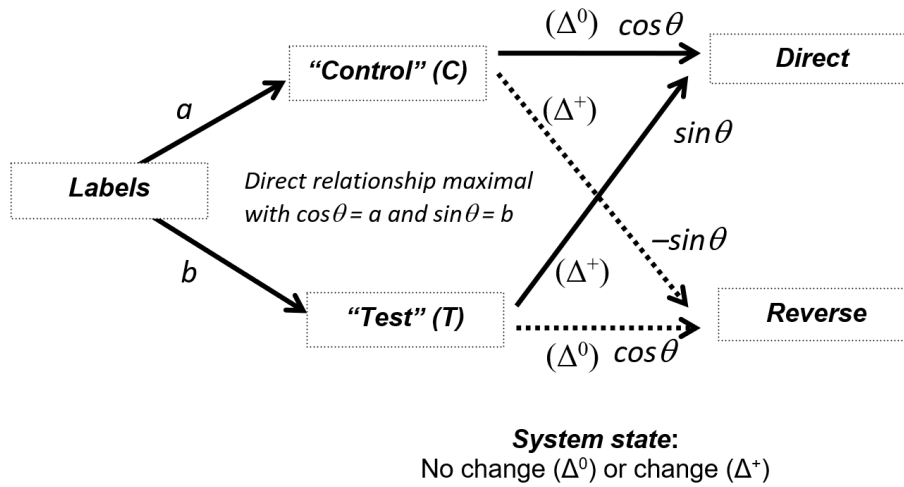 (Δ⁰) cosθ
“Control” (C)
Direct
a
(Δ⁺)
sinθ
Labels
Direct relationship maximal
with cosθ = a and sinθ = b
–sinθ
b
(Δ⁺)
“Test” (T)
Reverse
(Δ⁰) cosθ
System state:
No change (Δ⁰) or change (Δ⁺)